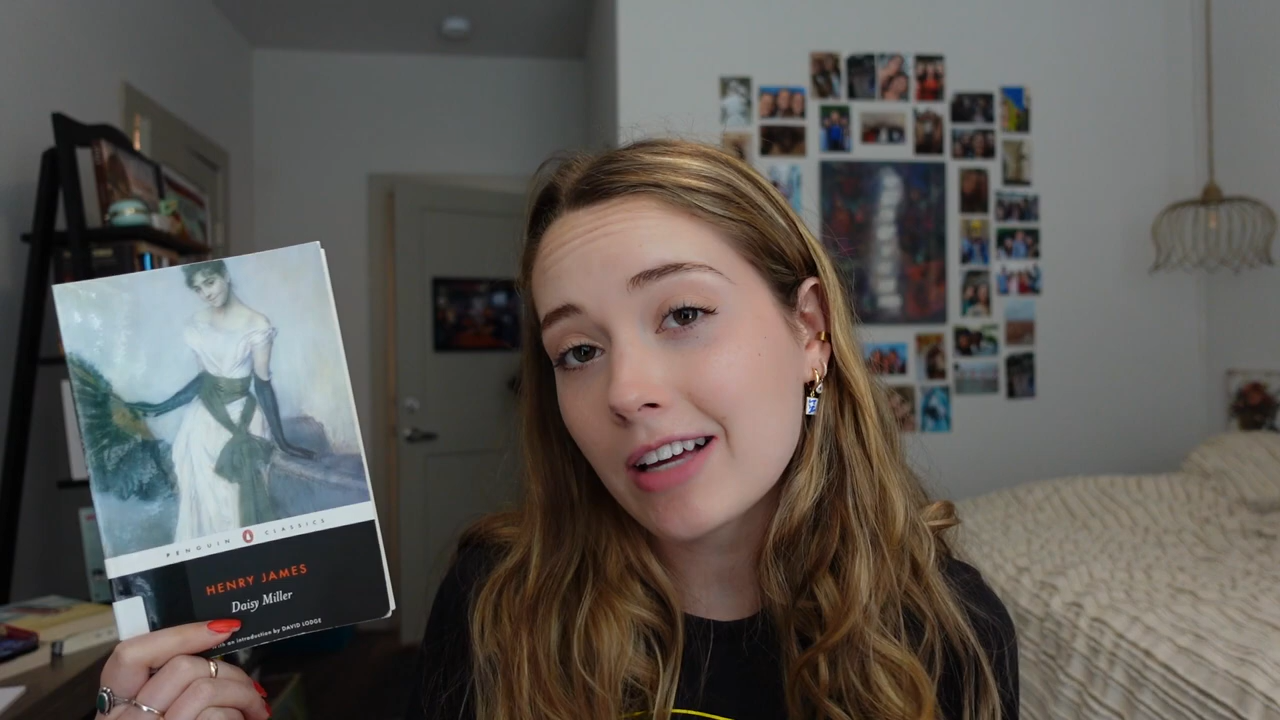 PENGUIN CLASSICS
HENRY JAMES
Daisy Miller
with an introduction by DAVID LODGE